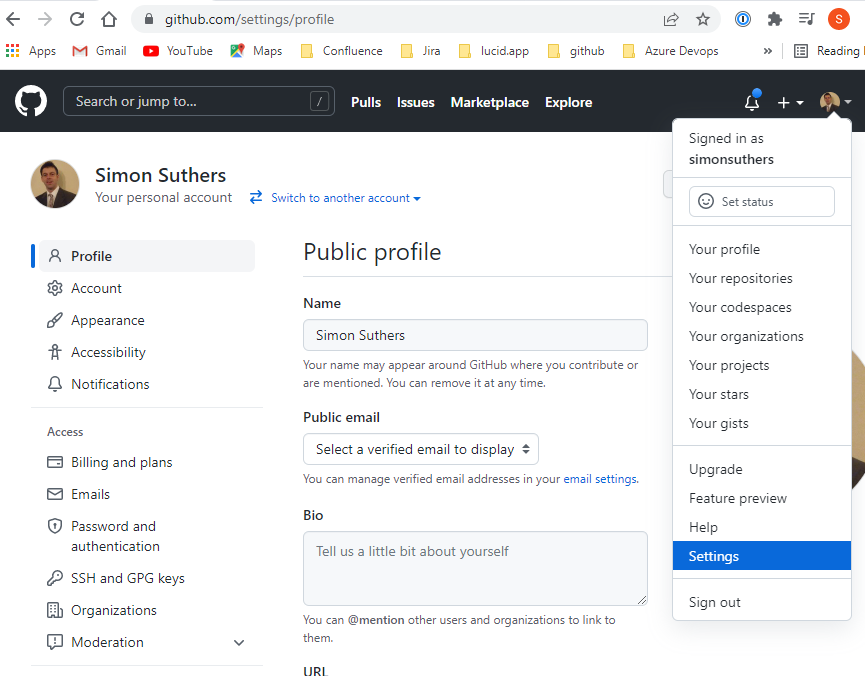 github.com/settings/profile
S
Apps
Gmail
YouTube
Maps
Confluence
Jira
lucid.app
github
Azure Devops
»
Reading
Search or jump to...
/
Pulls
Issues
Marketplace
Explore
Signed in as
simonsuthers
Set status
Your profile
Your repositories
Your codespaces
Your organizations
Your projects
Your stars
Your gists
Upgrade
Feature preview
Help
Settings
Sign out
Simon Suthers
Your personal account
Switch to another account
Profile
Account
Appearance
Accessibility
Notifications
Access
Billing and plans
Emails
Password and
authentication
SSH and GPG keys
Organizations
Moderation
Public profile
Name
Simon Suthers
Your name may appear around GitHub where you contribute or
are mentioned. You can remove it at any time.
Public email
Select a verified email to display
You can manage verified email addresses in your email settings.
Bio
Tell us a little bit about yourself
You can @mention other users and organizations to link to
them.
URL